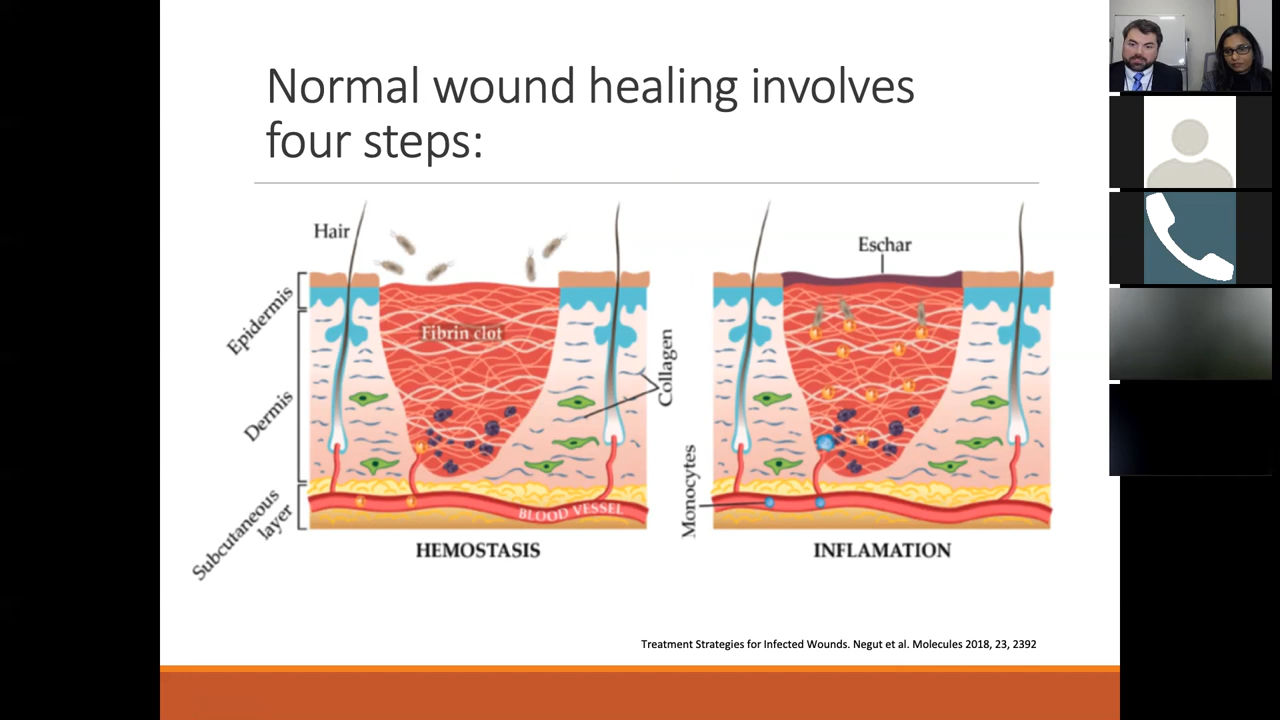 Normal wound healing involves
four steps:
Hair
Epidermis
Dermis
Subcutaneous
layer
Fibrin clot
Collagen
BLOOD VESSEL
HEMOSTASIS
Eschar
Monocytes
INFLAMATION
Treatment Strategies for Infected Wounds. Negut et al. Molecules 2018, 23, 2392